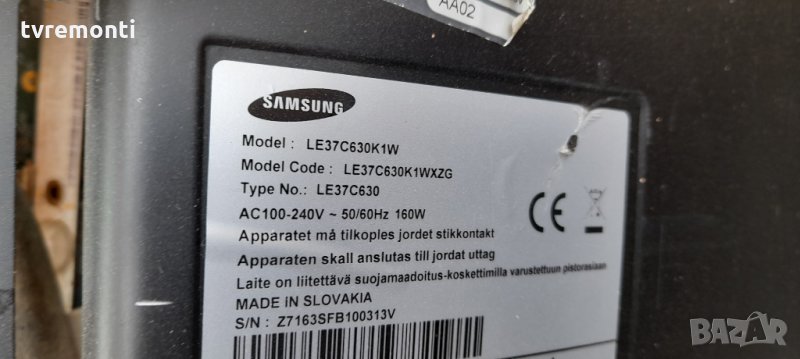 tvremonti
AA02
SAMSUNG
Model : LE37C630K1W
Model Code : LE37C630K1WXZG
Type No.: LE37C630
AC100-240V ~ 50/60Hz 160W
Apparatet må tilkoples jordet stikkontakt
Apparaten skall anslutas till jordat uttag
Laite on liitettävä suojamaadoitus-koskettimilla varustettuun pistorasiaan
MADE IN SLOVAKIA
S/N : Z7163SFB100313V
CE
BAZAR